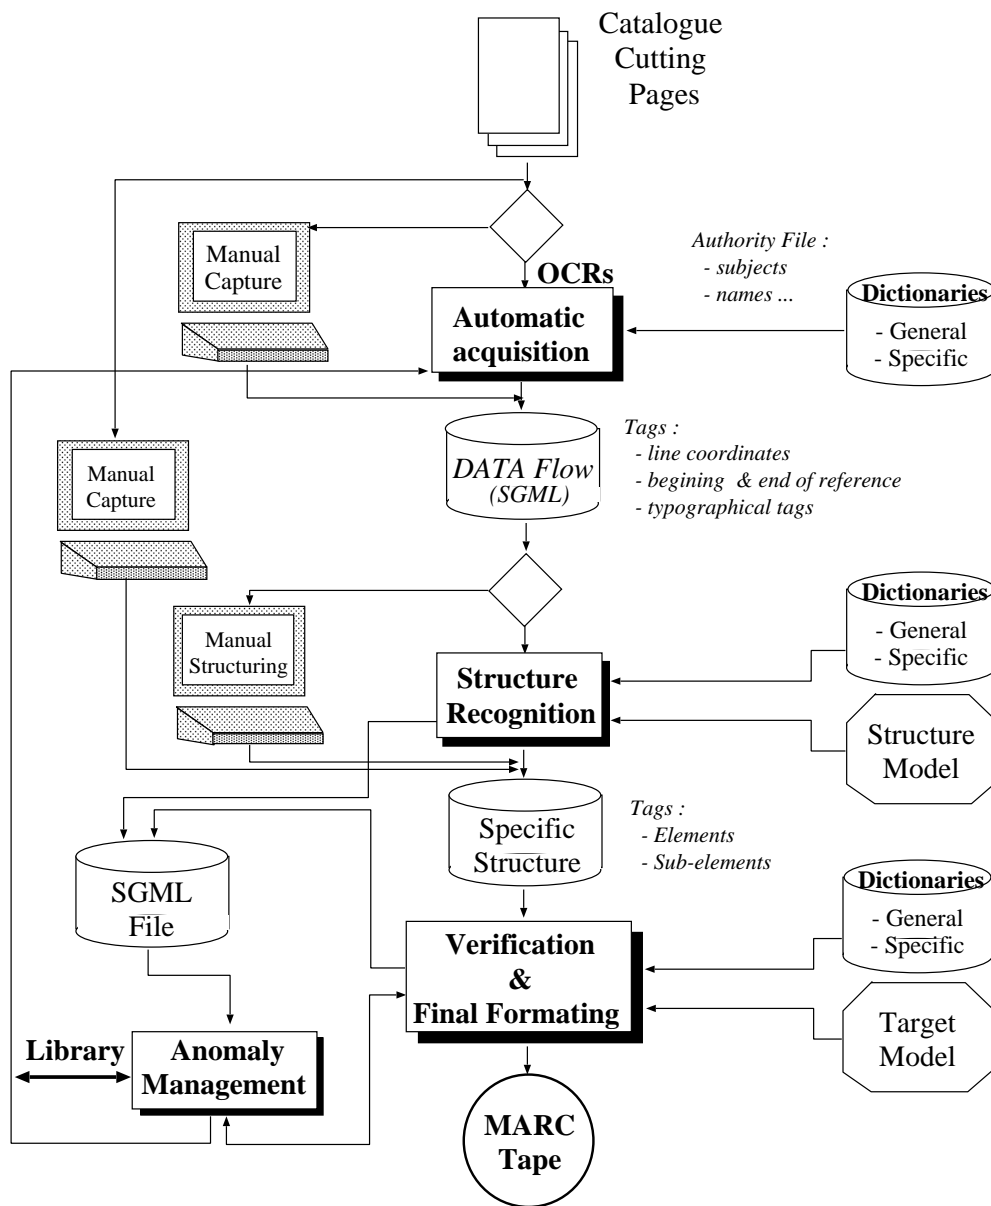 Catalogue
Cutting
Pages
Manual
Capture
OCRs
Automatic
acquisition
Authority File :
- subjects
- names ...
Dictionaries
- General
- Specific
Manual
Capture
DATA Flow
(SGML)
Tags :
- line coordinates
- begining & end of reference
- typographical tags
Manual
Structuring
Structure
Recognition
Dictionaries
- General
- Specific
Structure
Model
Specific
Structure
Tags :
- Elements
- Sub-elements
SGML
File
Verification
&
Final Formating
Dictionaries
- General
- Specific
Target
Model
Library
Anomaly
Management
MARC
Tape